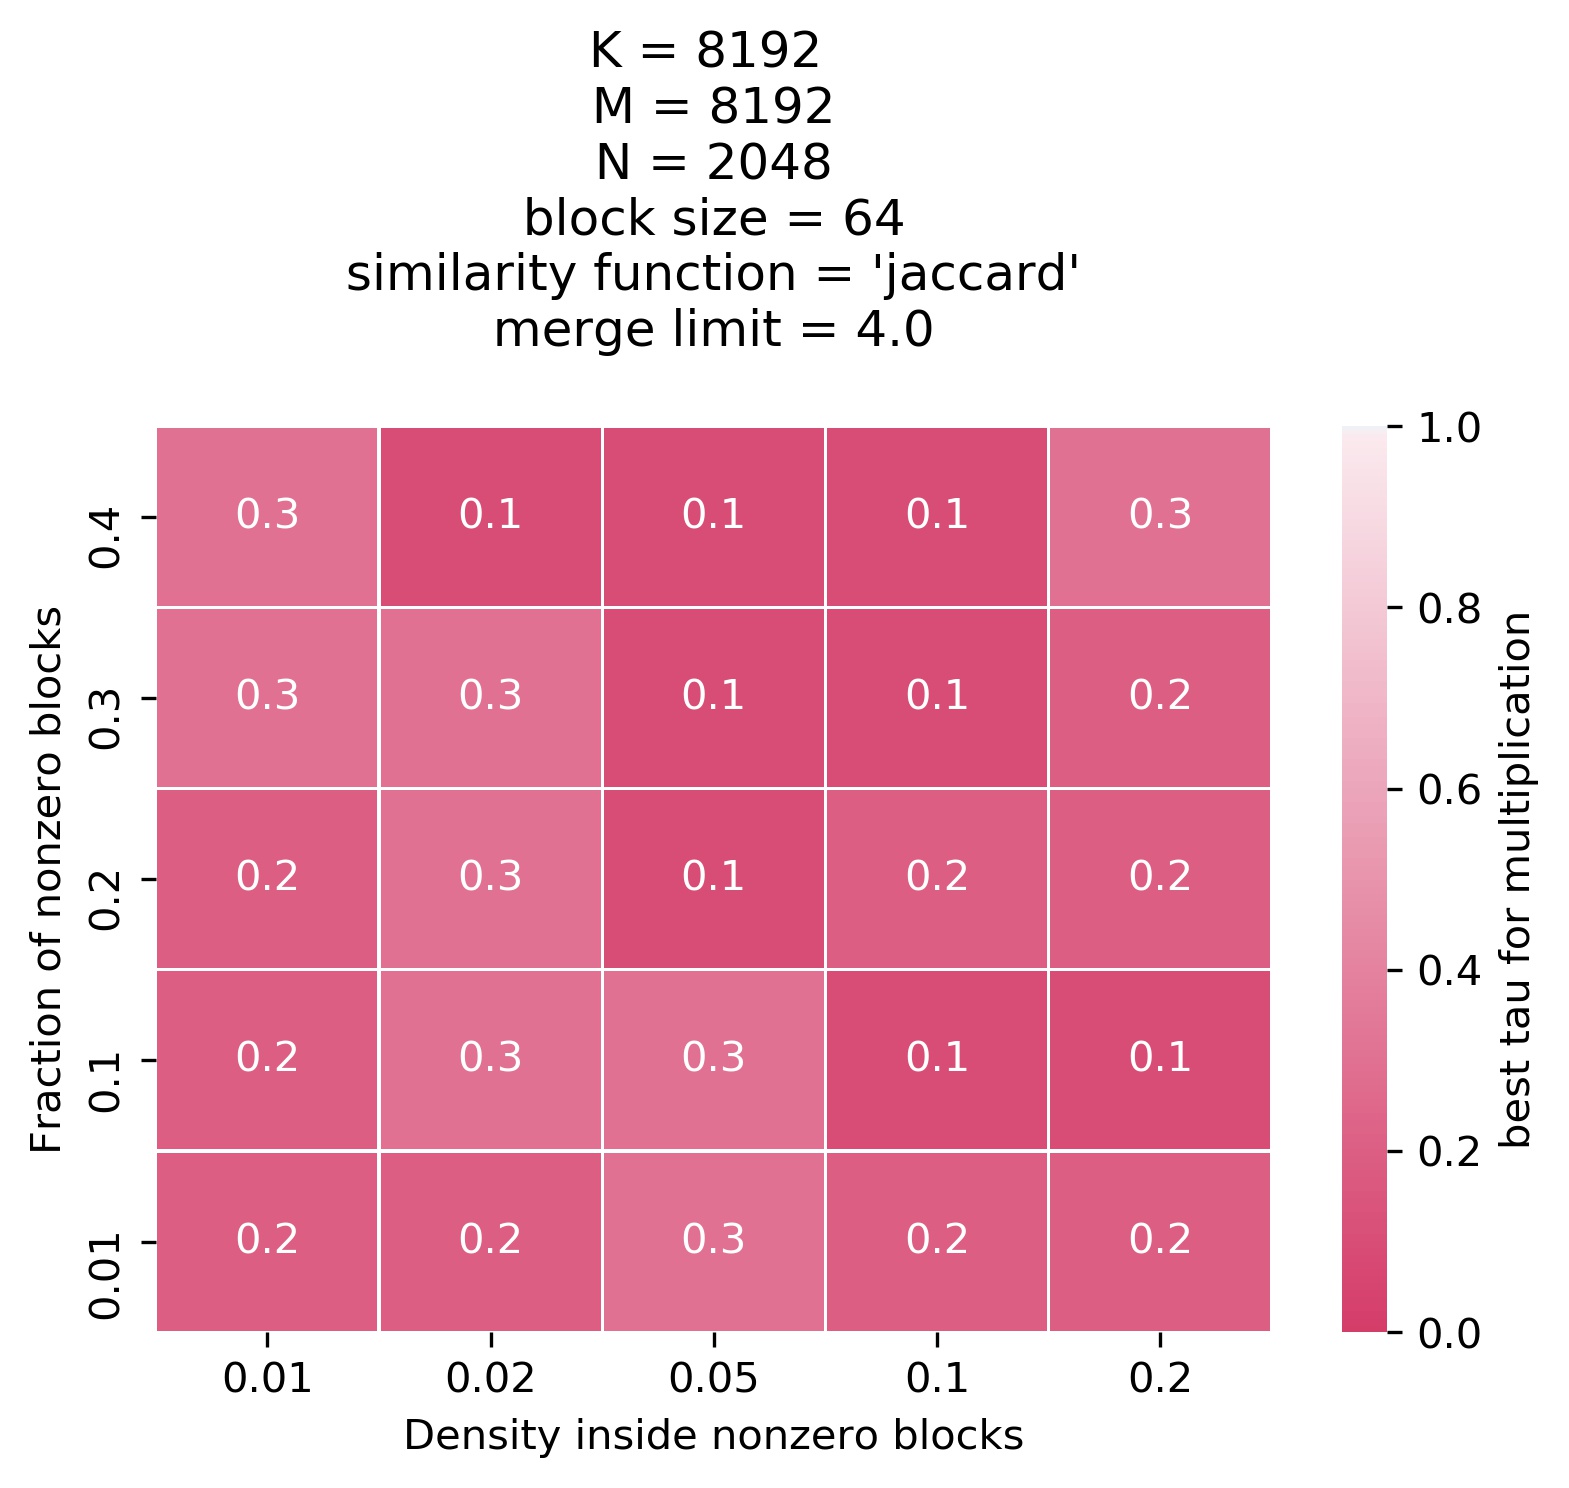 K = 8192
M = 8192
N = 2048
block size = 64
similarity function = 'jaccard'
merge limit = 4.0
Fraction of nonzero blocks
0.4
0.3 0.1 0.1 0.1 0.3
0.3
0.3 0.3 0.1 0.1 0.2
0.2
0.2 0.3 0.1 0.2 0.2
0.1
0.2 0.3 0.3 0.1 0.1
0.01
0.2 0.2 0.3 0.2 0.2
0.01 0.02 0.05 0.1 0.2
Density inside nonzero blocks
1.0
0.8
0.6
0.4
0.2
0.0
best tau for multiplication